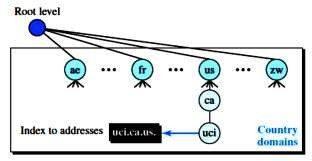 Root level
ae ••• fr ••• us ••• zw
ca
Index to addresses uci.ca.us. uci Country
domains